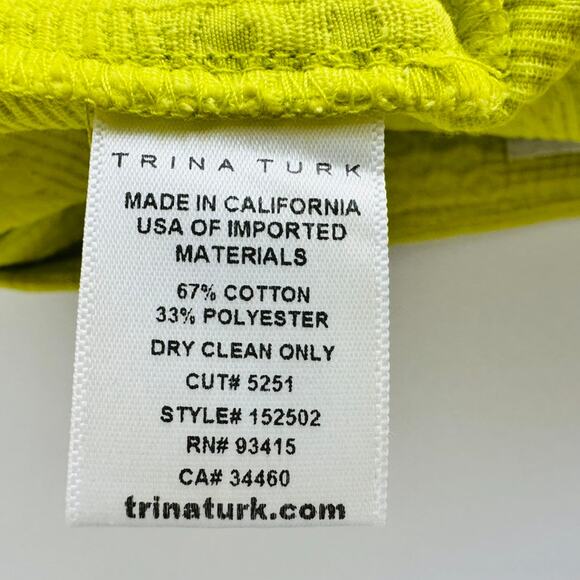 TRINA TURK
MADE IN CALIFORNIA
USA OF IMPORTED
MATERIALS
67% COTTON
33% POLYESTER
DRY CLEAN ONLY
CUT# 5251
STYLE# 152502
RN# 93415
CA# 34460
trinaturk.com